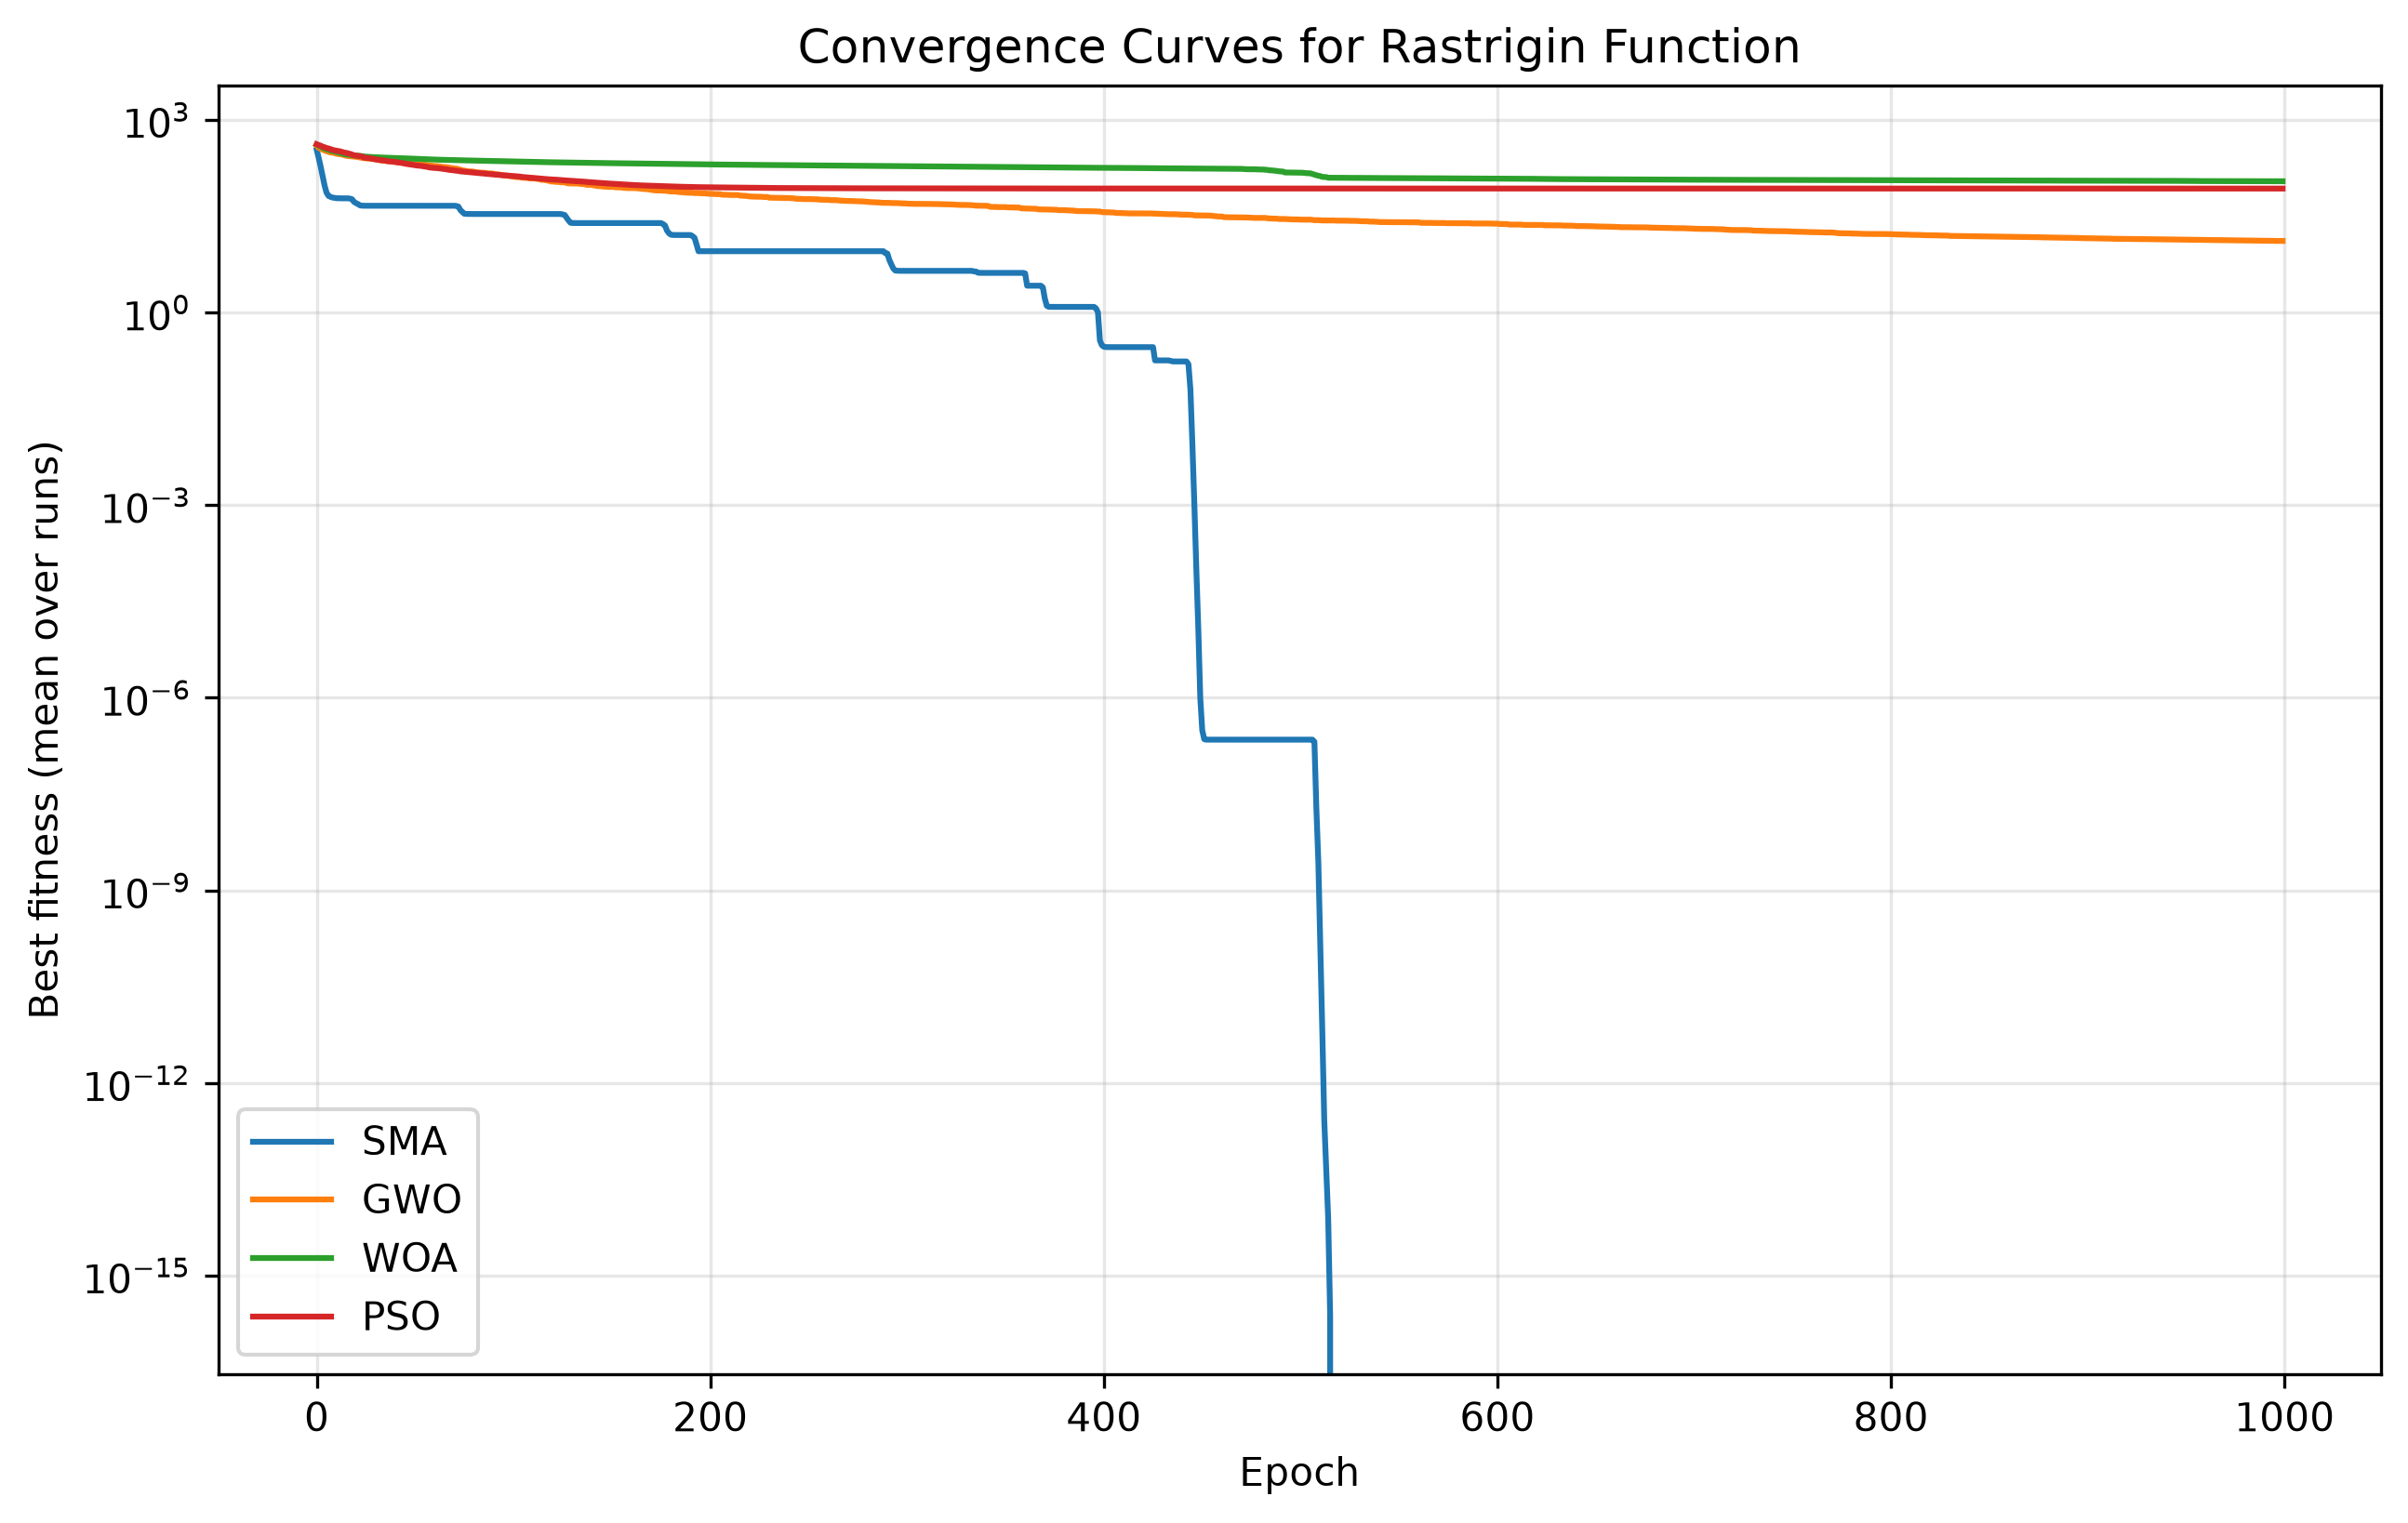 Convergence Curves for Rastrigin Function
Best fitness (mean over runs)
10³
10⁰
10⁻³
10⁻⁶
10⁻⁹
10⁻¹²
10⁻¹⁵
SMA
GWO
WOA
PSO
0 200 400 600 800 1000
Epoch